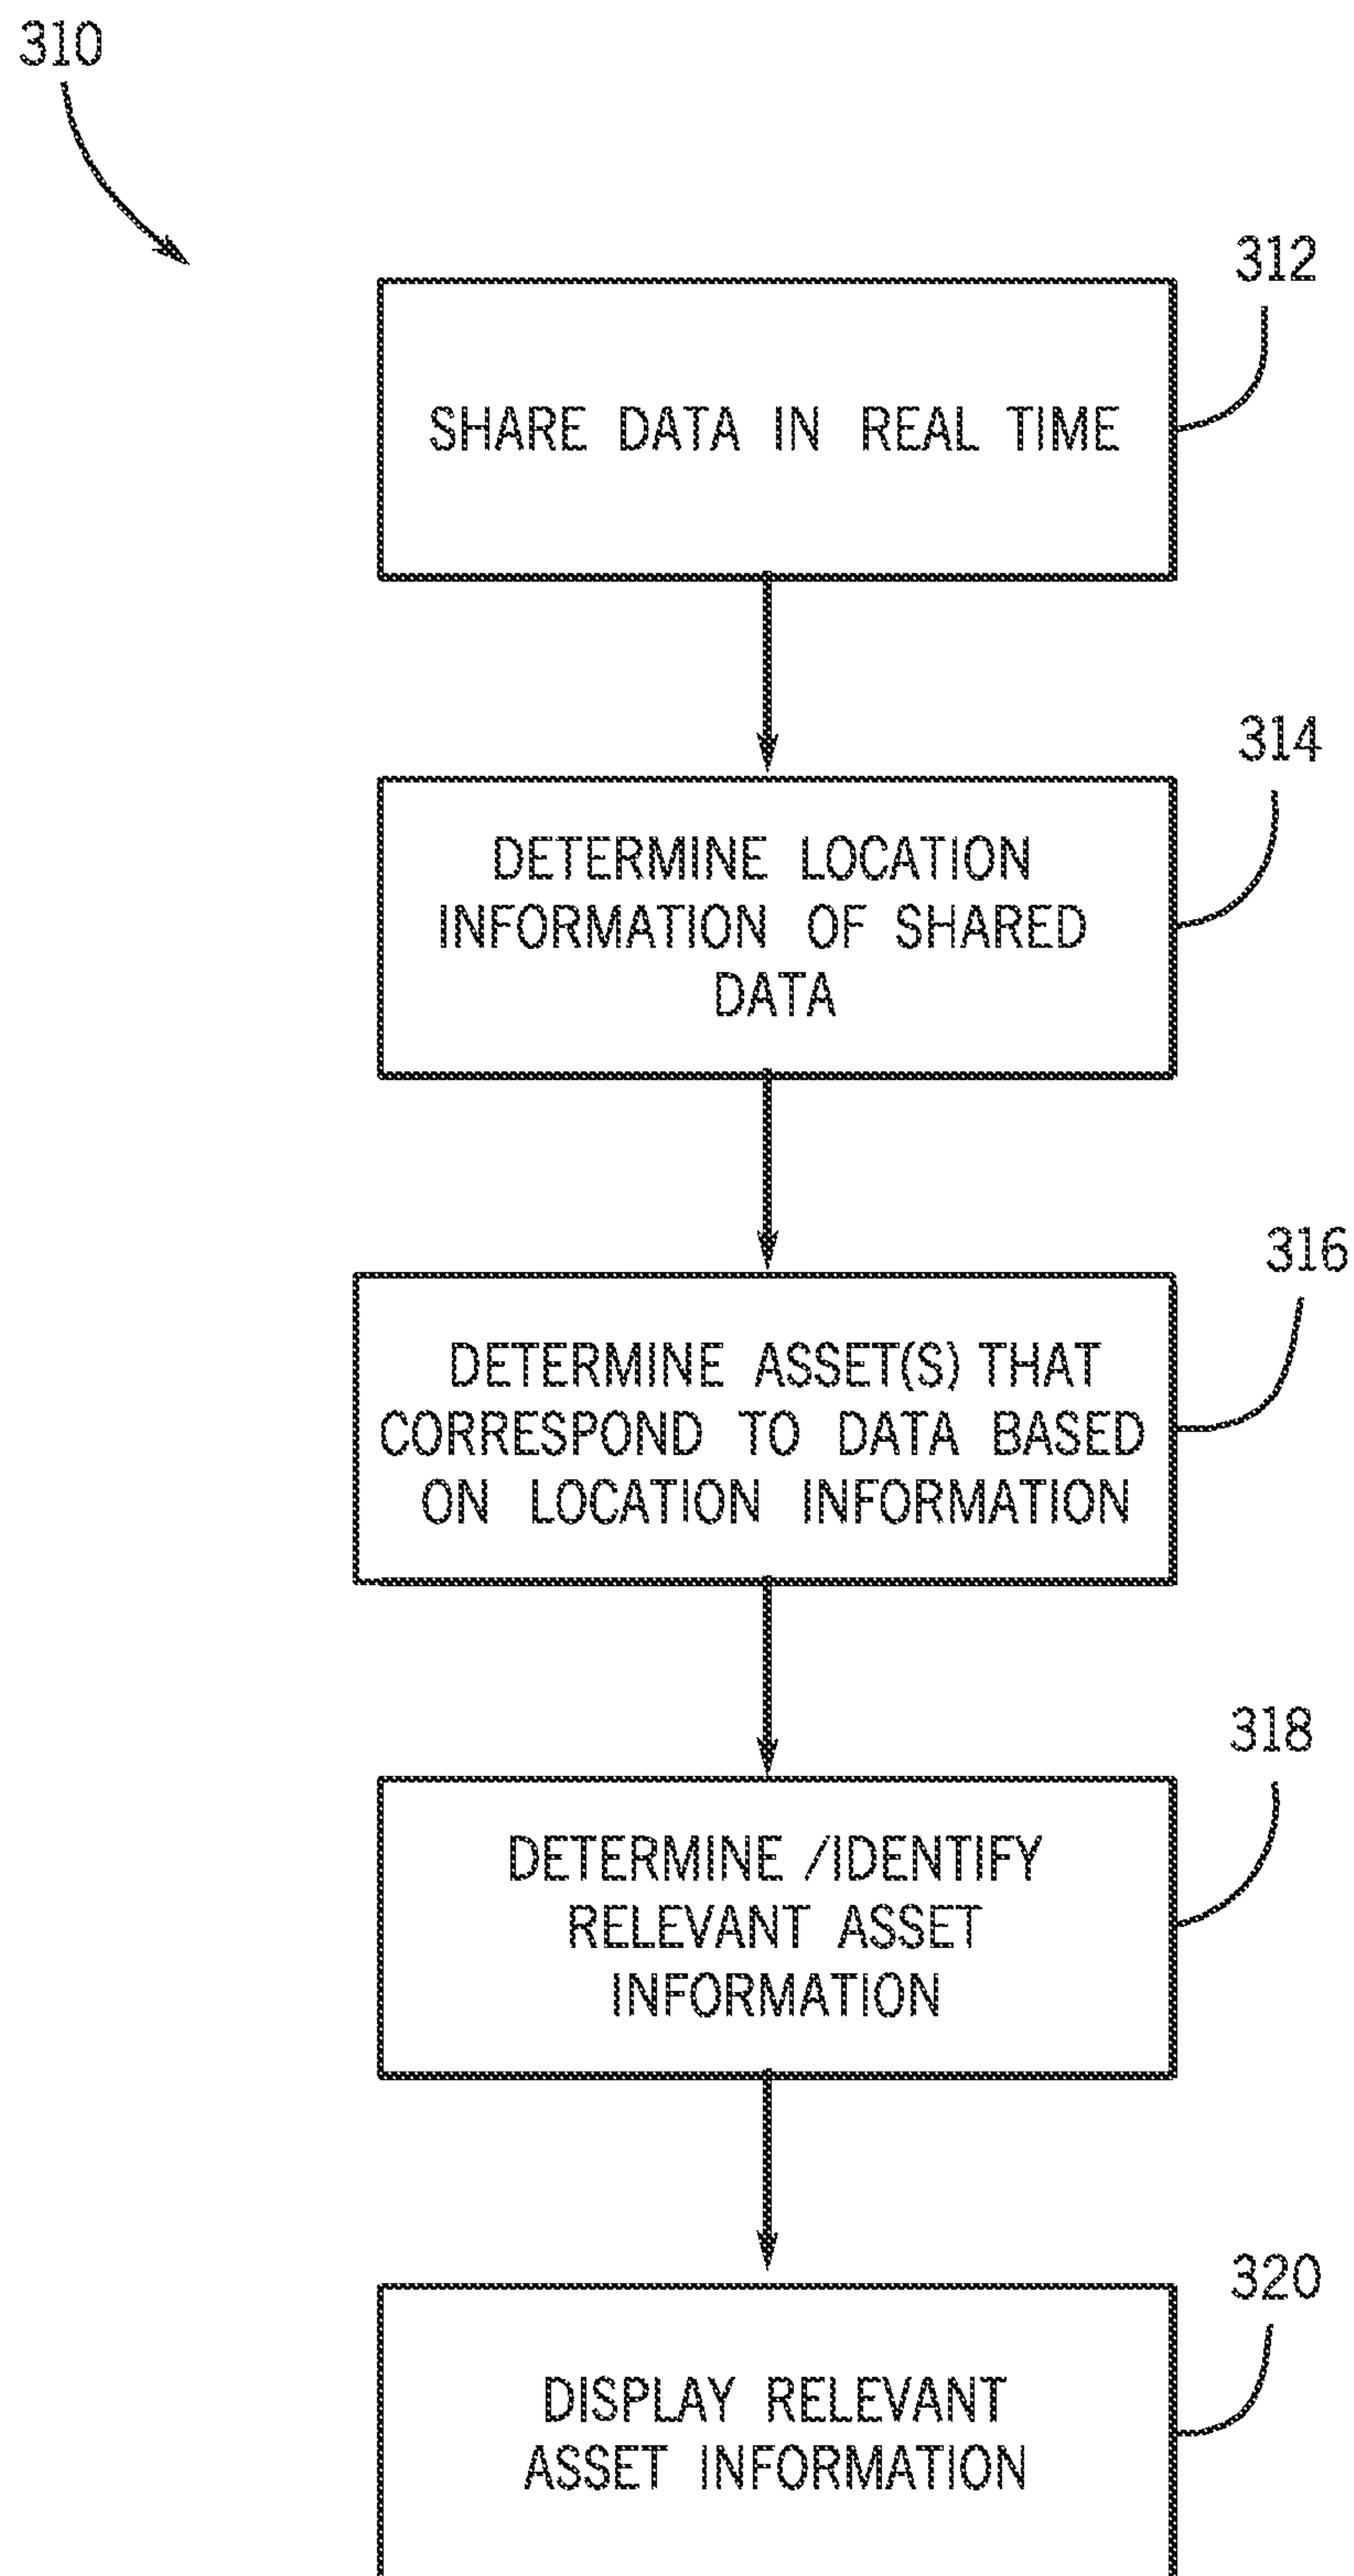 310
312
SHARE DATA IN REAL TIME
314
DETERMINE LOCATION
INFORMATION OF SHARED
DATA
316
DETERMINE ASSET(S) THAT
CORRESPOND TO DATA BASED
ON LOCATION INFORMATION
318
DETERMINE /IDENTIFY
RELEVANT ASSET
INFORMATION
320
DISPLAY RELEVANT
ASSET INFORMATION